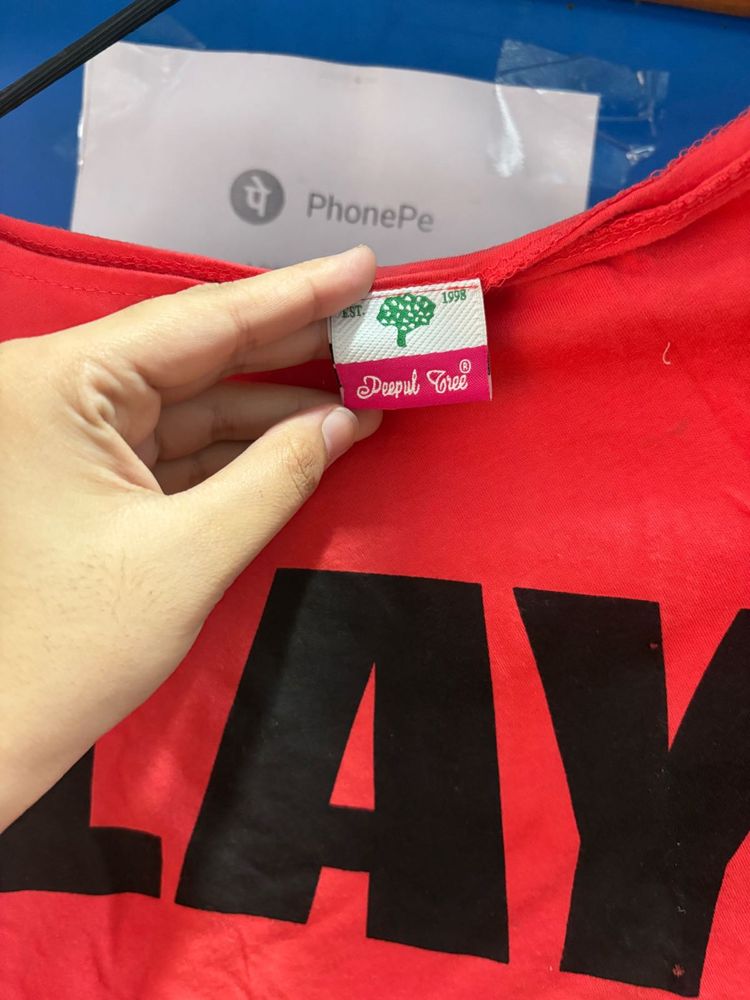 पे PhonePe
EST. 1998
Peepul Tree®
LAY